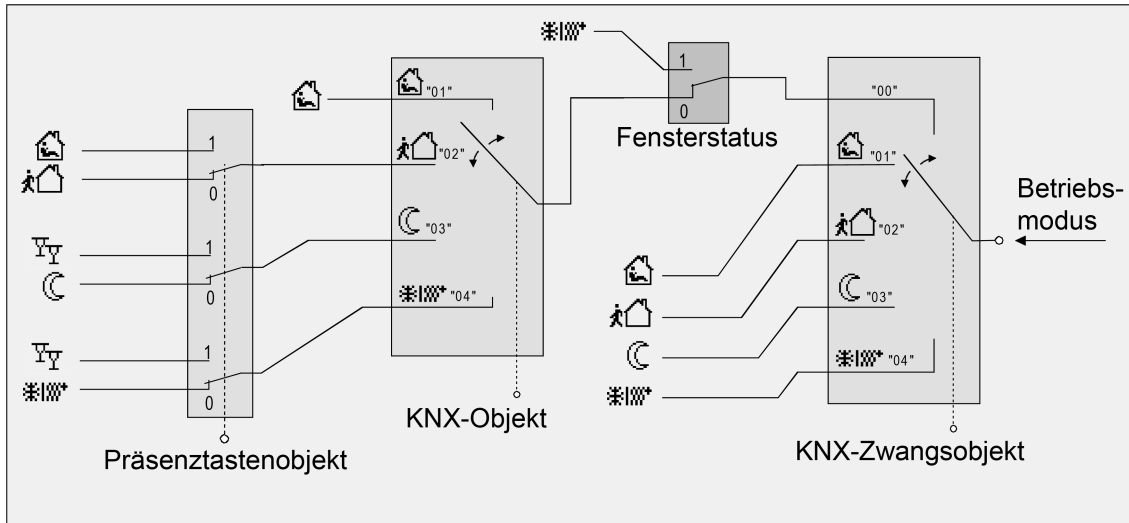 1
0
1
0
1
0
Präsenztastenobjekt
"01"
"02"
"03"
"04"
KNX-Objekt
1
0
Fensterstatus
"00"
"01"
"02"
"03"
"04"
KNX-Zwangsobjekt
Betriebs-
modus